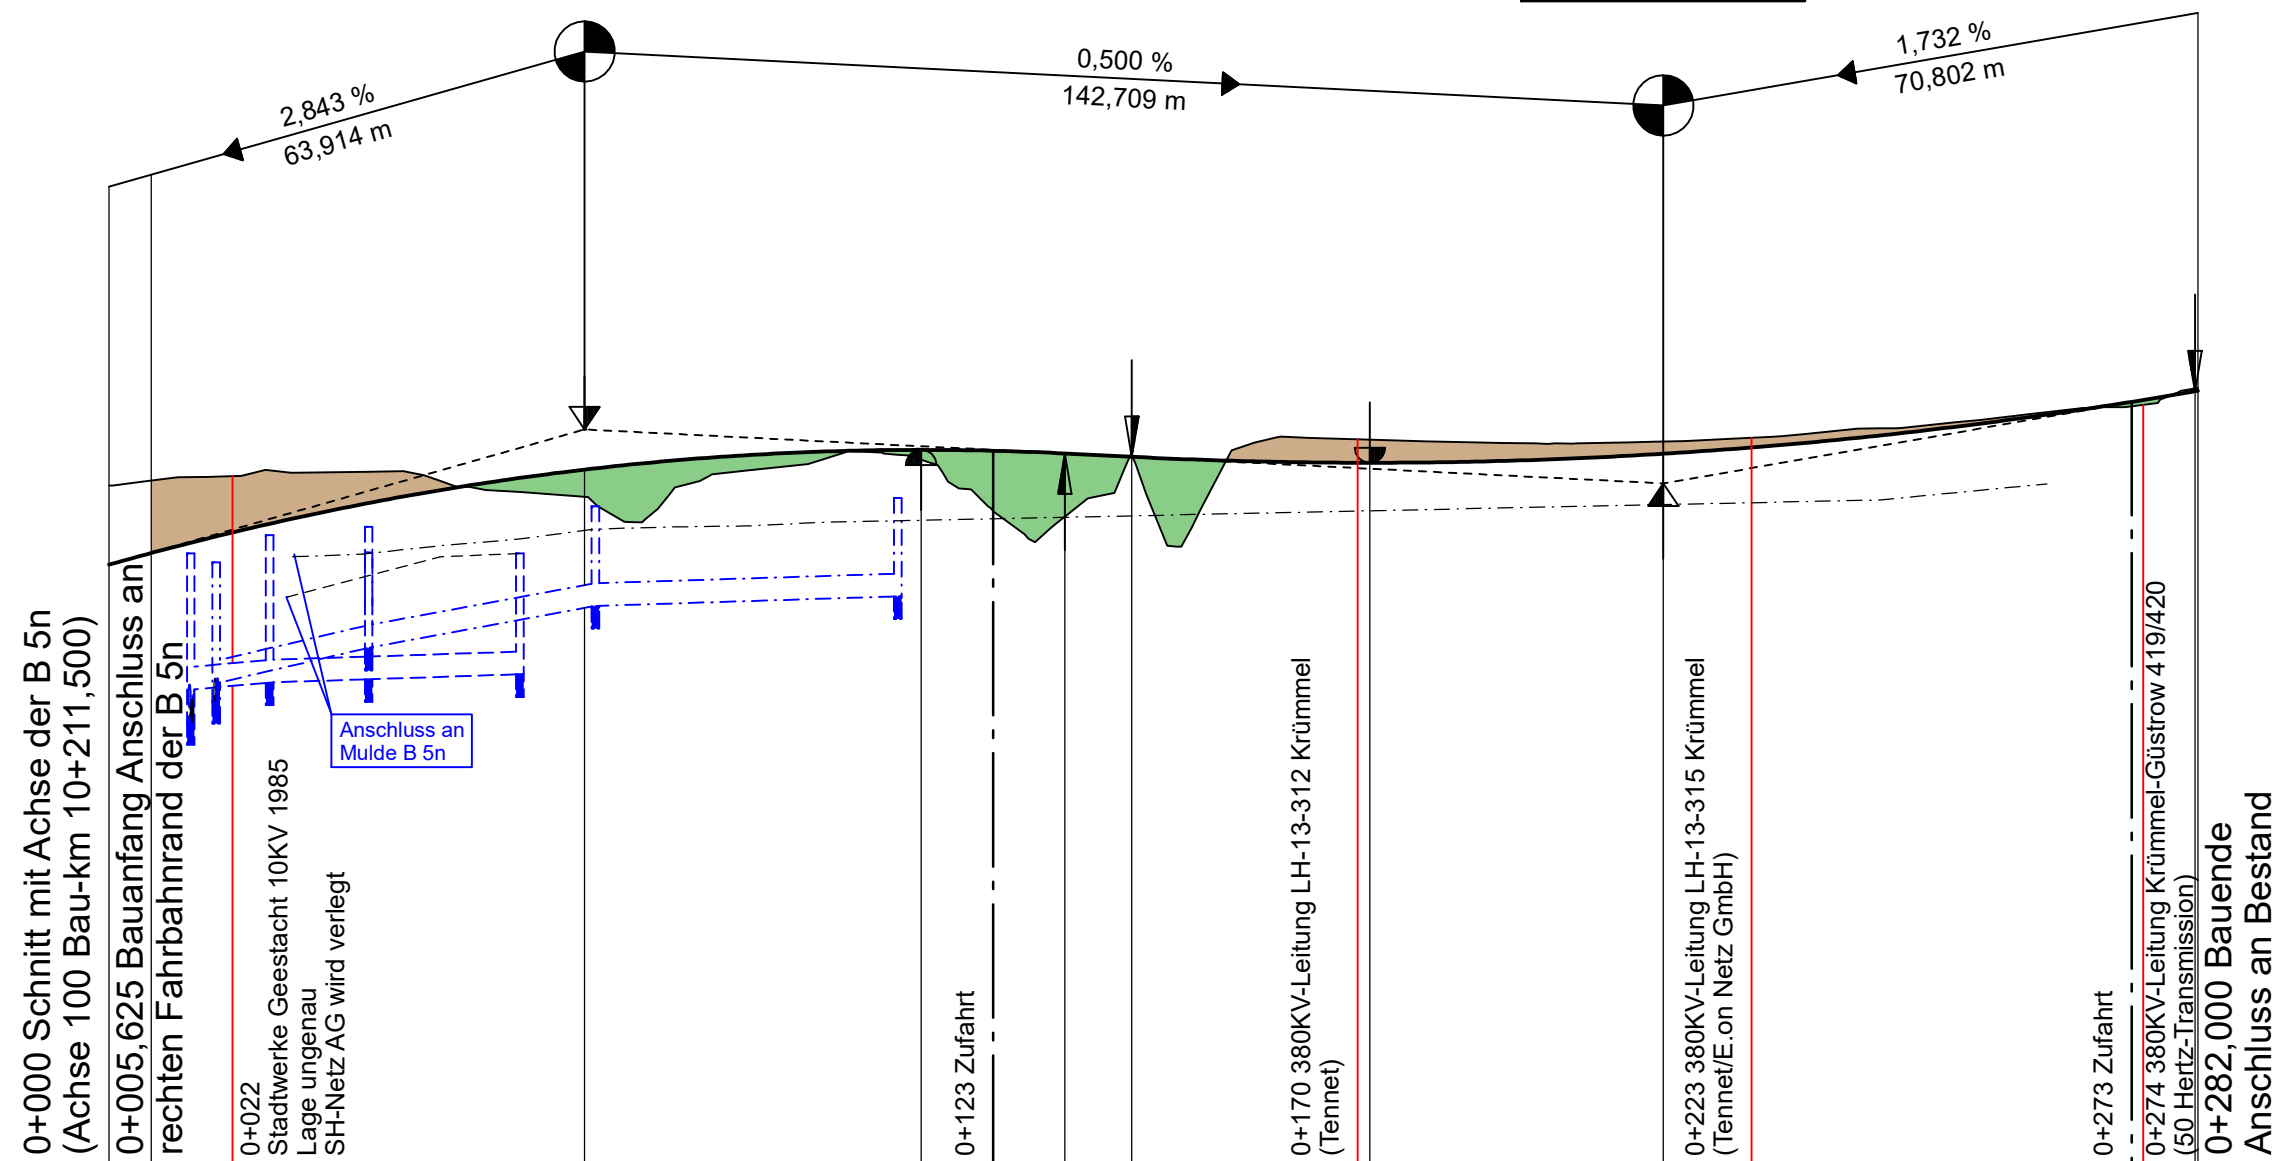 2,843 %
63,914 m
0,500 %
142,709 m
1,732 %
70,802 m
0+000 Schnitt mit Achse der B 5n
(Achse 100 Bau-km 10+211,500)
0+005,625 Bauanfang Anschluss an
rechten Fahrbahnrand der B 5n
0+022
Stadtwerke Geestacht 10KV 1985
Lage ungenau
SH-Netz AG wird verlegt
Anschluss an
Mulde B 5n
0+123 Zufahrt
0+170 380KV-Leitung LH-13-312 Krümmel
(Tennet)
0+223 380KV-Leitung LH-13-315 Krümmel
(Tennet/E.on Netz GmbH)
0+273 Zufahrt
0+274 380KV-Leitung Krümmel-Güstrow 419/420
(50 Hertz-Transmission)
0+282,000 Bauende
Anschluss an Bestand